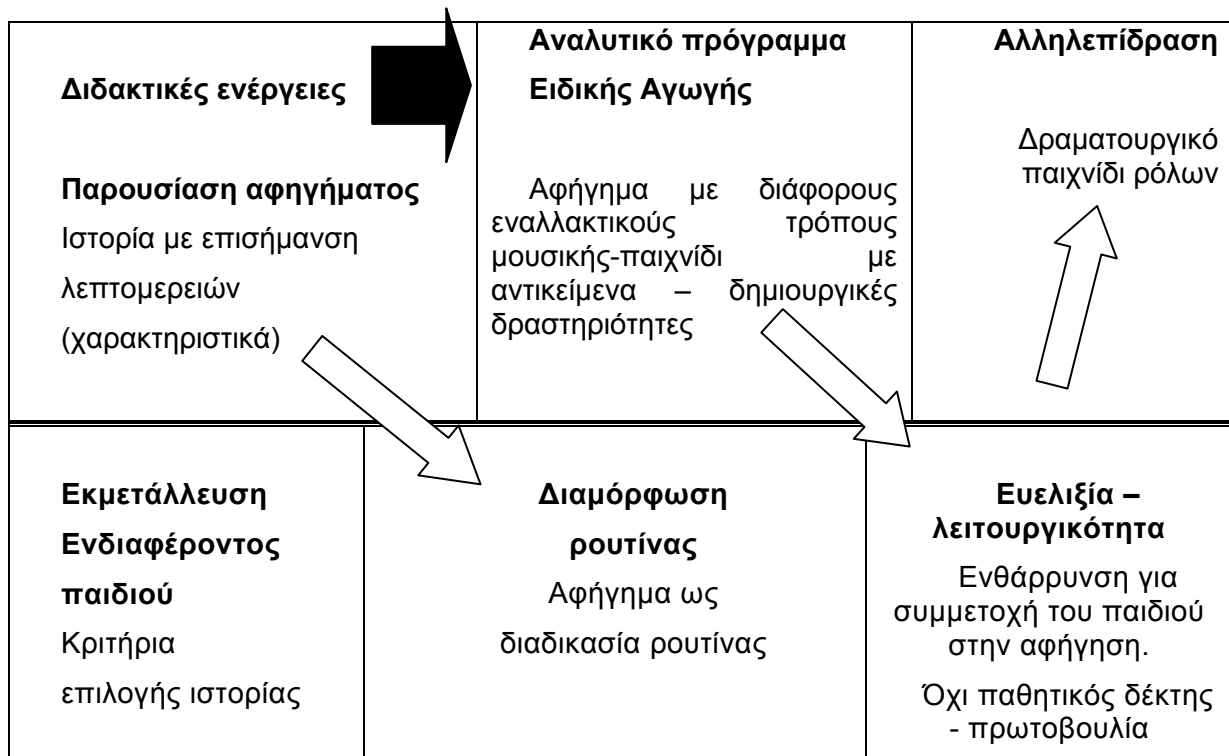 Διδακτικές ενέργειες
Παρουσίαση αφηγήματος
Ιστορία με επισήμανση
λεπτομερειών
(χαρακτηριστικά)
Αναλυτικό πρόγραμμα
Ειδικής Αγωγής
Αφήγημα με διάφορους
εναλλακτικούς τρόπους
μουσικής-παιχνίδι με
αντικείμενα – δημιουργικές
δραστηριότητες
Αλληλεπίδραση
Δραματουργικό
παιχνίδι ρόλων
Εκμετάλλευση
Ενδιαφέροντος
παιδιού
Κριτήρια
επιλογής ιστορίας
Διαμόρφωση
ρουτίνας
Αφήγημα ως
διαδικασία ρουτίνας
Ευελιξία –
λειτουργικότητα
Ενθάρρυνση για
συμμετοχή του παιδιού
στην αφήγηση.
Όχι παθητικός δέκτης
- πρωτοβουλία